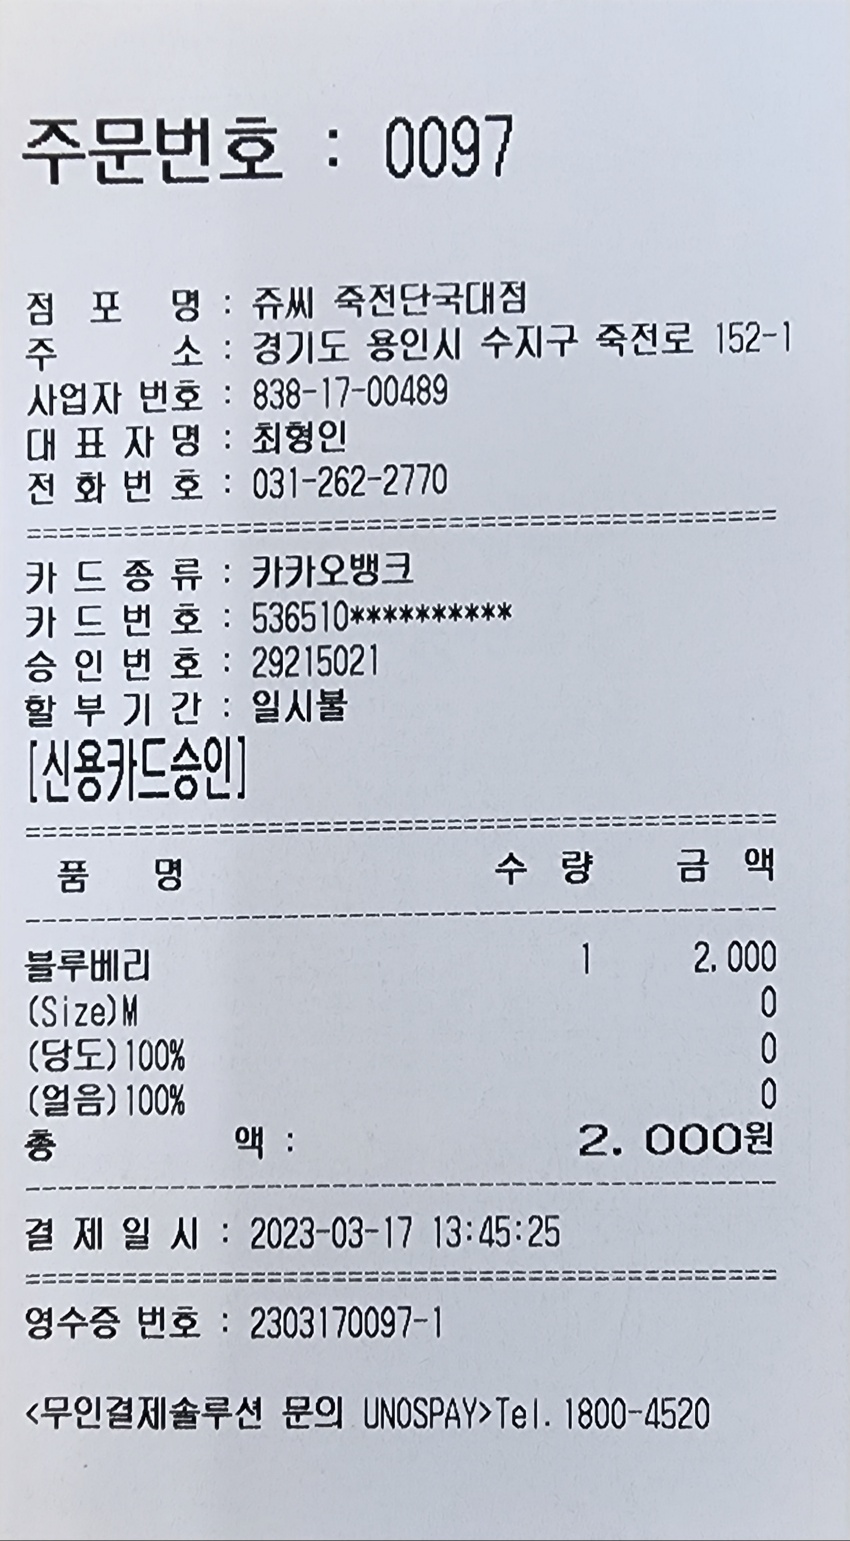 주문번호 : 0097
점 포 명 : 쥬씨 죽전단국대점
주 소 : 경기도 용인시 수지구 죽전로 152-1
사업자 번호 : 838-17-00489
대 표 자 명 : 최형인
전 화 번 호 : 031-262-2770
===============================================
카 드 종 류 : 카카오뱅크
카 드 번 호 : 536510**********
승 인 번 호 : 29215021
할 부 기 간 : 일시불
[신용카드승인]
===============================================
품 명 수 량 금 액
-----------------------------------------------
블루베리 1 2,000
(Size)M 0
(당도)100% 0
(얼음)100% 0
총 액 : 2,000원
-----------------------------------------------
결 제 일 시 : 2023-03-17 13:45:25
===============================================
영수증 번호 : 2303170097-1
<무인결제솔루션 문의 UNOSPAY>Tel.1800-4520